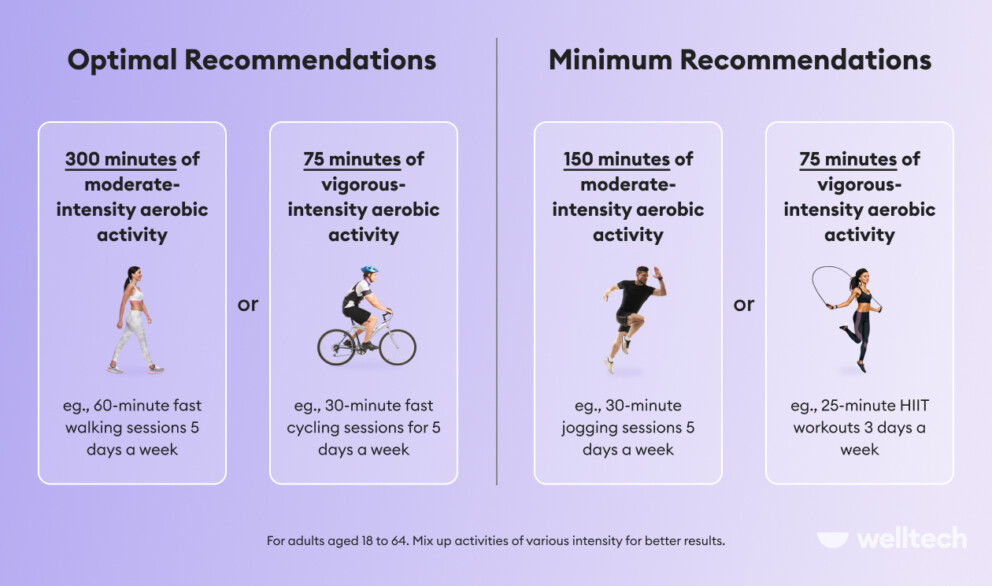 Optimal Recommendations
300 minutes of
moderate-
intensity aerobic
activity
eg., 60-minute fast
walking sessions 5
days a week
or
75 minutes of
vigorous-
intensity aerobic
activity
eg., 30-minute fast
cycling sessions for 5
days a week
Minimum Recommendations
150 minutes of
moderate-
intensity aerobic
activity
eg., 30-minute
jogging sessions 5
days a week
or
75 minutes of
vigorous-
intensity aerobic
activity
eg., 25-minute HIIT
workouts 3 days a
week
For adults aged 18 to 64. Mix up activities of various intensity for better results.
welltech